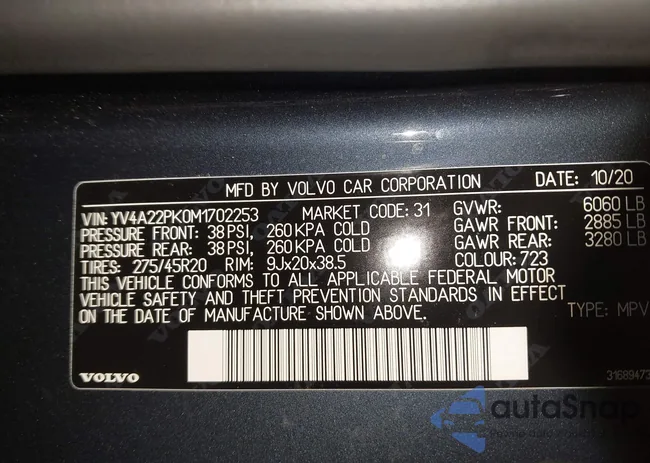 MFD BY VOLVO CAR CORPORATION DATE: 10/20
VIN: YV4A22PK0M1702253 MARKET CODE: 31 GVWR: 6060 LB
PRESSURE FRONT: 38 PSI, 260 KPA COLD GAWR FRONT: 2885 LB
PRESSURE REAR: 38 PSI, 260 KPA COLD GAWR REAR: 3280 LB
TIRES: 275/45R20 RIM: 9Jx20x38.5 COLOUR: 723
THIS VEHICLE CONFORMS TO ALL APPLICABLE FEDERAL MOTOR
VEHICLE SAFETY AND THEFT PREVENTION STANDARDS IN EFFECT
ON THE DATE OF MANUFACTURE SHOWN ABOVE. TYPE: MPV
VOLVO 31689473
autoSnap